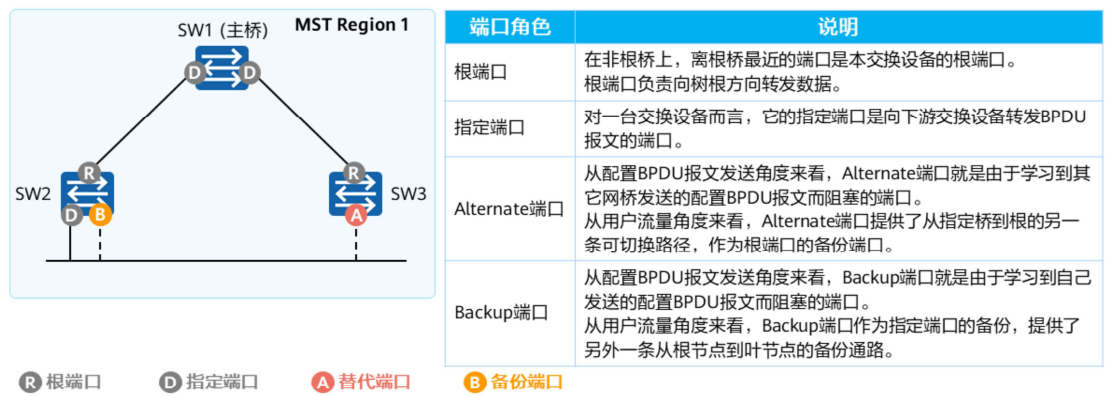 SW1 (主桥)
MST Region 1
D
D
R
SW2
D
B
R
SW3
A
端口角色
说明
根端口
在非根桥上，离根桥最近的端口是本交换设备的根端口。
根端口负责向树根方向转发数据。
指定端口
对一台交换设备而言，它的指定端口是向下游交换设备转发BPDU
报文的端口。
Alternate端口
从配置BPDU报文发送角度来看，Alternate端口就是由于学习到其
它网桥发送的配置BPDU报文而阻塞的端口。
从用户流量角度来看，Alternate端口提供了从指定桥到根的另一
条可切换路径，作为根端口的备份端口。
Backup端口
从配置BPDU报文发送角度来看，Backup端口就是由于学习到自己
发送的配置BPDU报文而阻塞的端口。
从用户流量角度来看，Backup端口作为指定端口的备份，提供了
另外一条从根节点到叶节点的备份通路。
R 根端口
D 指定端口
A 替代端口
B 备份端口